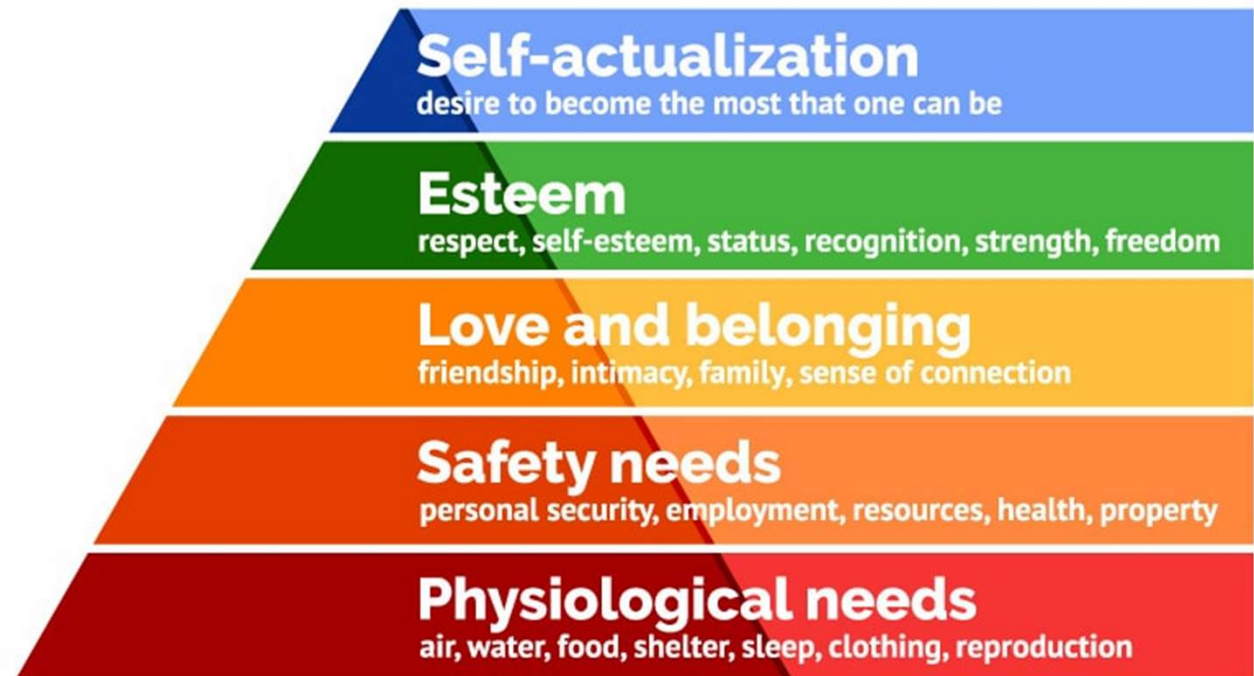 Self-actualization
desire to become the most that one can be
Esteem
respect, self-esteem, status, recognition, strength, freedom
Love and belonging
friendship, intimacy, family, sense of connection
Safety needs
personal security, employment, resources, health, property
Physiological needs
air, water, food, shelter, sleep, clothing, reproduction